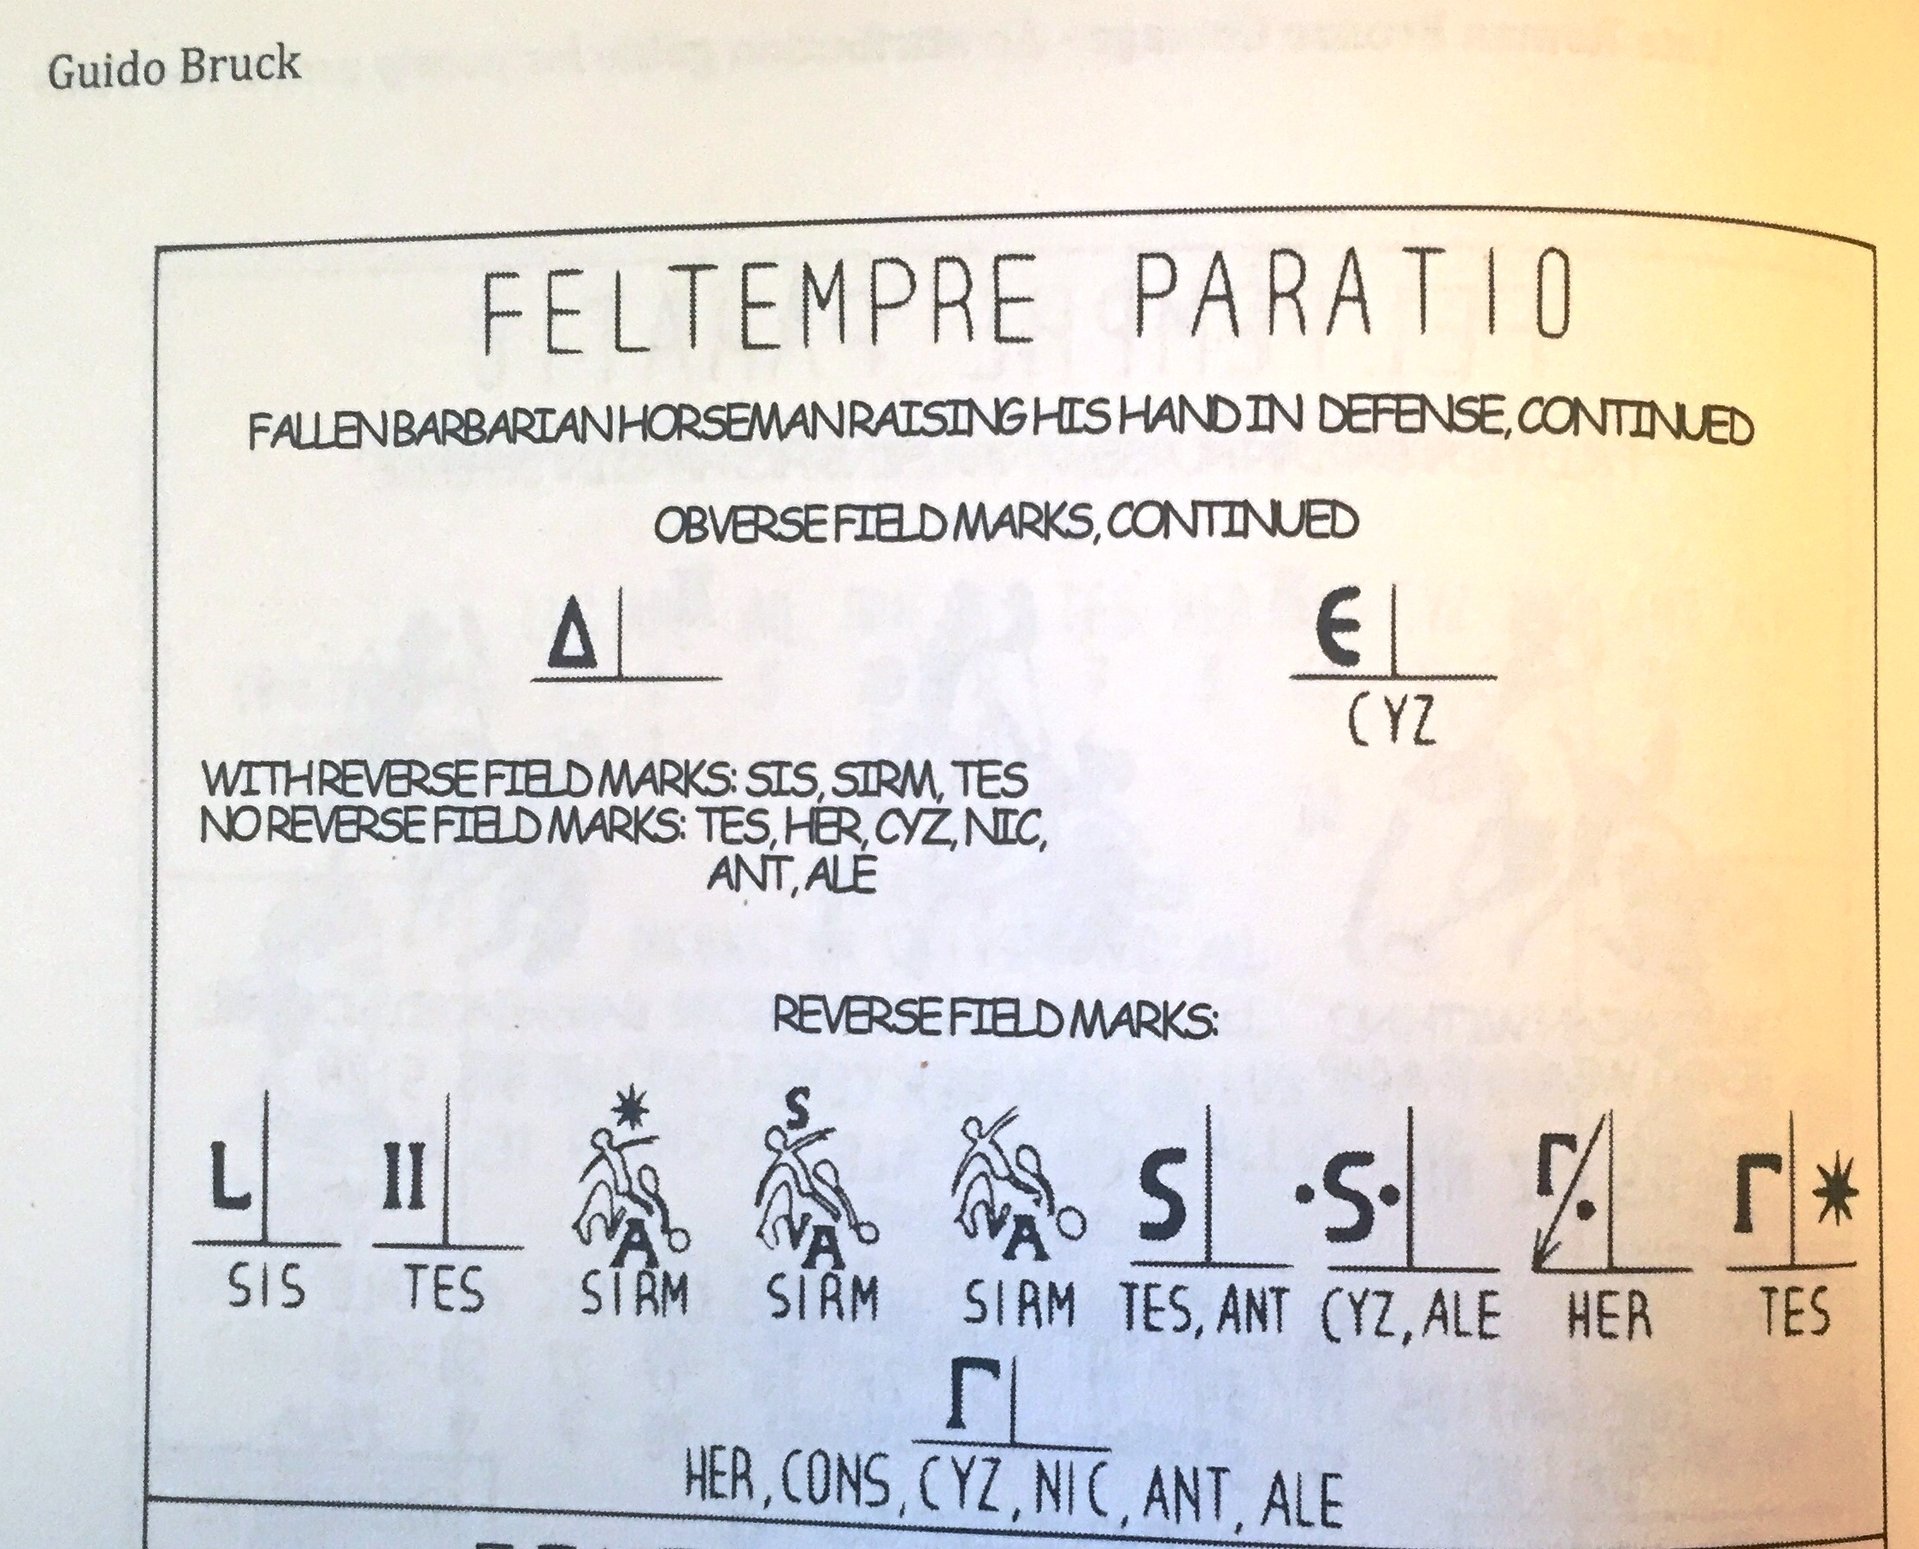 Guido Bruck
FELTEMPRE PARATIO
FALLEN BARBARIAN HORSEMAN RAISING HIS HAND IN DEFENSE, CONTINUED
OBVERSE FIELD MARKS, CONTINUED
Δ Є
CYZ
WITH REVERSE FIELD MARKS: SIS, SIRM, TES
NO REVERSE FIELD MARKS: TES, HER, CYZ, NIC,
ANT, ALE
REVERSE FIELD MARKS:
L II A S A A S •S• Γ• Γ
SIS TES SIRM SIRM SIRM TES, ANT CYZ, ALE HER TES
Γ
HER, CONS, CYZ, NIC, ANT, ALE